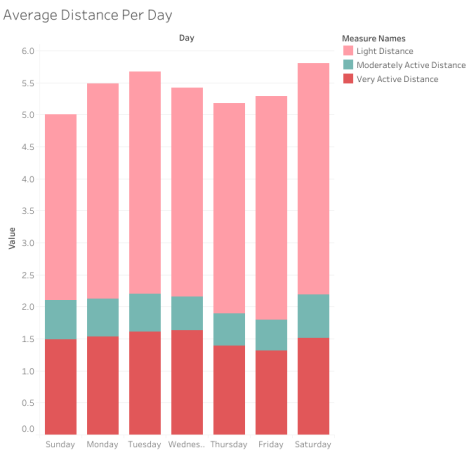 Average Distance Per Day
Day
Measure Names
Light Distance
Moderately Active Distance
Very Active Distance
Value
6.0
5.5
5.0
4.5
4.0
3.5
3.0
2.5
2.0
1.5
1.0
0.5
0.0
Sunday Monday Tuesday Wednes.. Thursday Friday Saturday